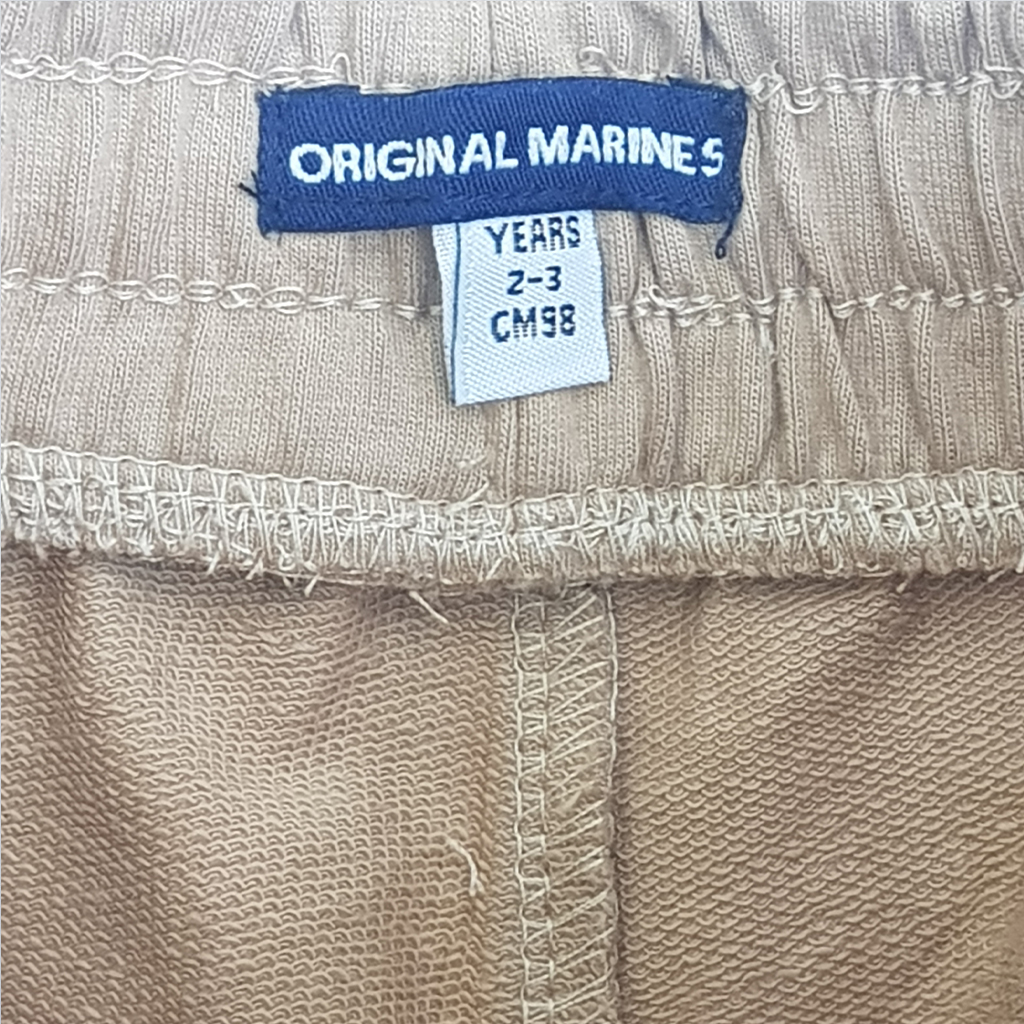 ORIGINAL MARINES
YEARS
2-3
CM98